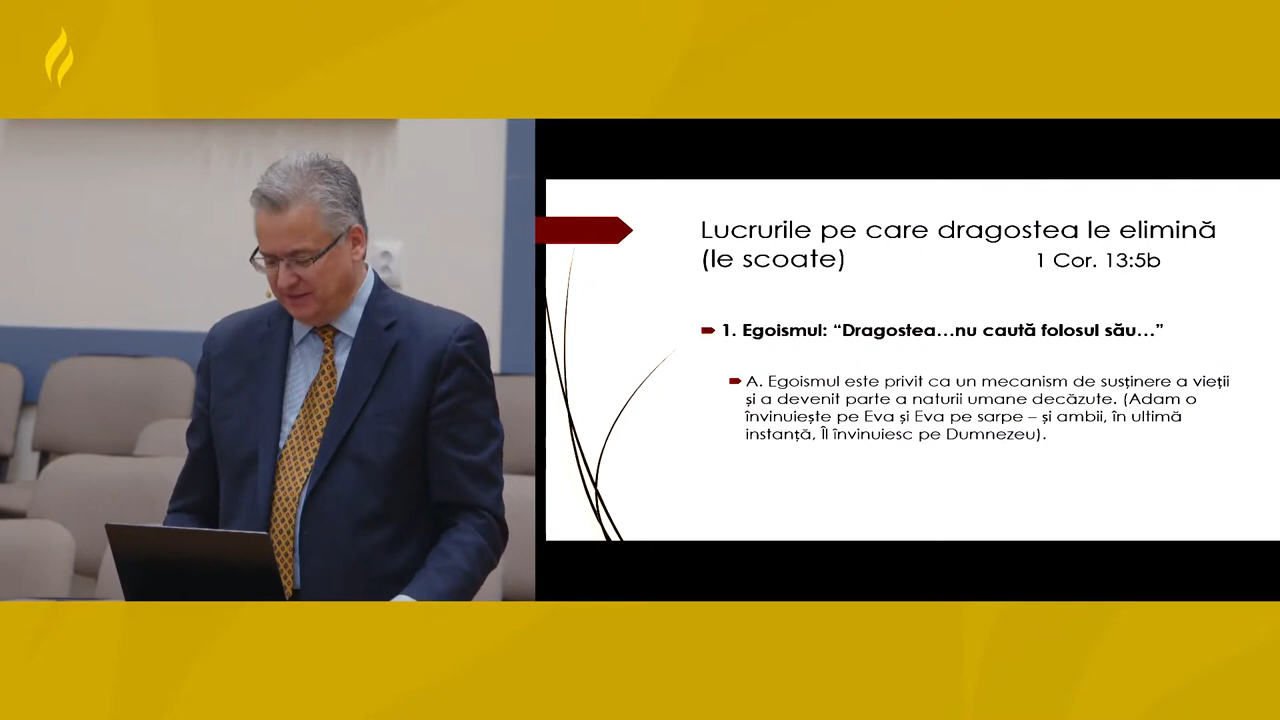 Lucrurile pe care dragostea le elimină
(le scoate) 1 Cor. 13:5b
1. Egoismul: “Dragostea...nu caută folosul său...”
A. Egoismul este privit ca un mecanism de susținere a vieții
și a devenit parte a naturii umane decăzute. (Adam o
învinuiește pe Eva și Eva pe sarpe – și ambii, în ultimă
instanță, Îl învinuiesc pe Dumnezeu).